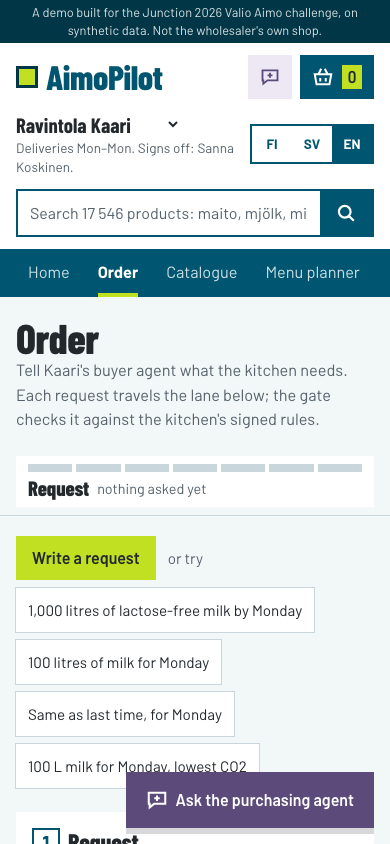 A demo built for the Junction 2026 Valio Aimo challenge, on
synthetic data. Not the wholesaler's own shop.
AimoPilot
0
Ravintola Kaari
Deliveries Mon–Mon. Signs off: Sanna
Koskinen.
FI SV EN
Search 17 546 products: maito, mjölk, mi
Home Order Catalogue Menu planner
Order
Tell Kaari's buyer agent what the kitchen needs.
Each request travels the lane below; the gate
checks it against the kitchen's signed rules.
Request nothing asked yet
Write a request or try
1,000 litres of lactose-free milk by Monday
100 litres of milk for Monday
Same as last time, for Monday
100 L milk for Monday, lowest CO2
Ask the purchasing agent
1 Request